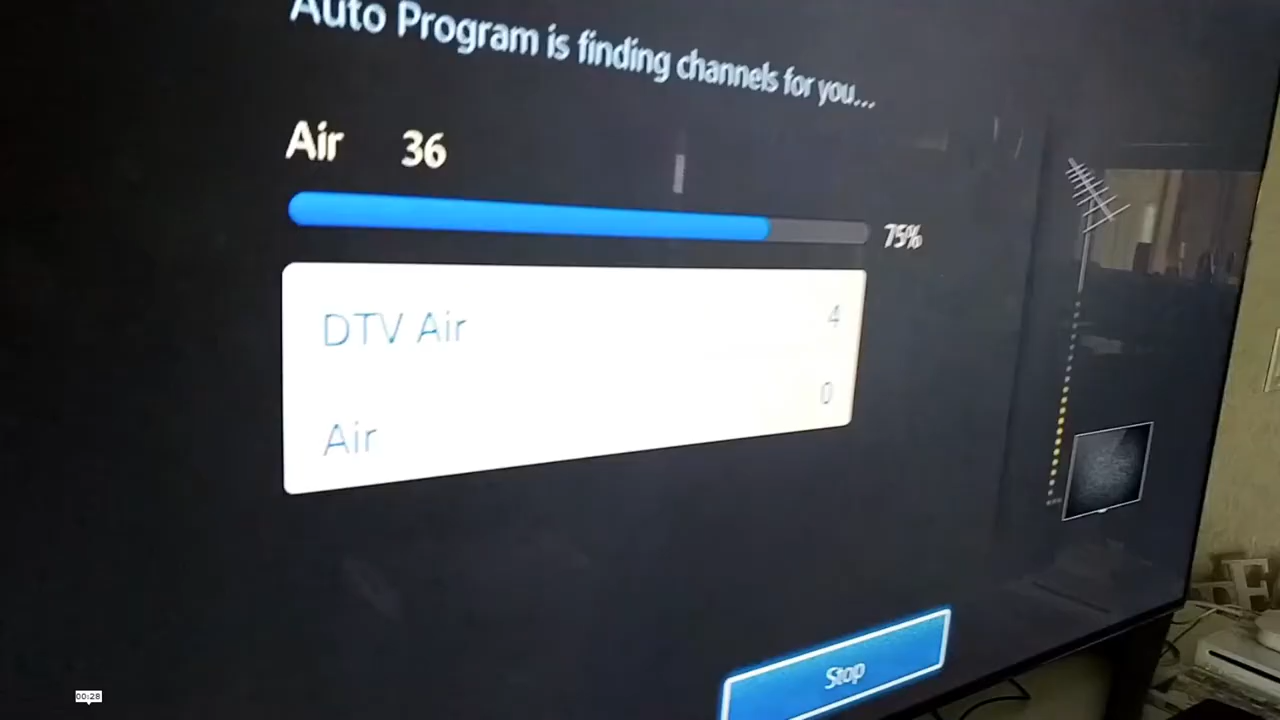 Auto Program is finding channels for you...
Air 36
75%
DTV Air 4
Air 0
Stop
00:28